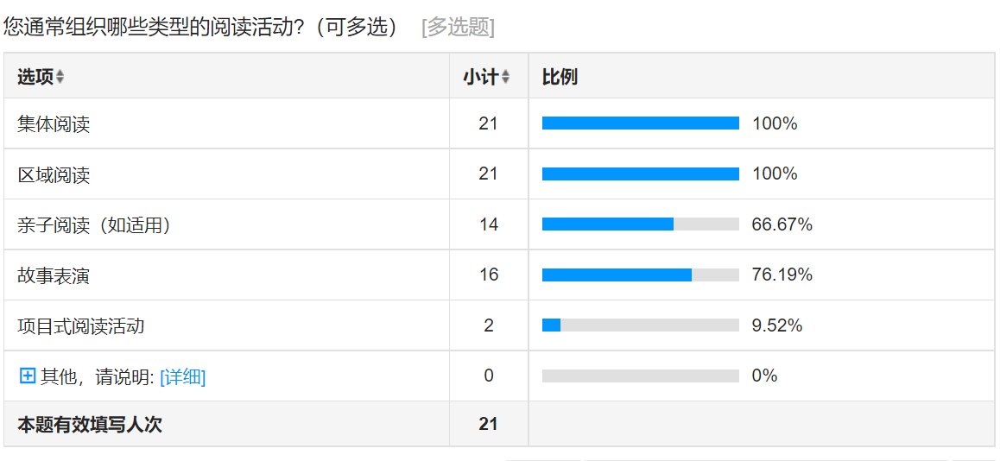 您通常组织哪些类型的阅读活动?（可多选） [多选题]
选项 小计 比例
集体阅读 21 100%
区域阅读 21 100%
亲子阅读（如适用） 14 66.67%
故事表演 16 76.19%
项目式阅读活动 2 9.52%
其他，请说明: [详细] 0 0%
本题有效填写人次 21